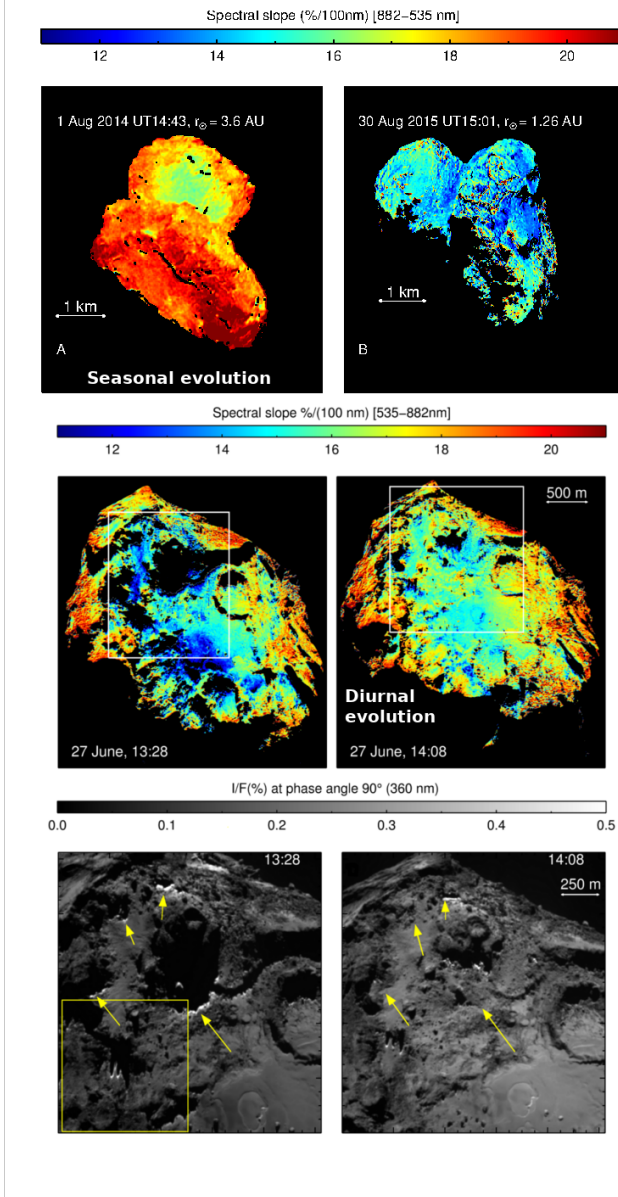 Spectral slope (%/100nm) [882−535 nm]
12 14 16 18 20
1 Aug 2014 UT14:43, r☉ = 3.6 AU
30 Aug 2015 UT15:01, r☉ = 1.26 AU
1 km
1 km
A
B
Seasonal evolution
Spectral slope %/(100 nm) [535−882nm]
12 14 16 18 20
500 m
Diurnal
evolution
27 June, 13:28
27 June, 14:08
I/F(%) at phase angle 90° (360 nm)
0.0 0.1 0.2 0.3 0.4 0.5
13:28
14:08
250 m